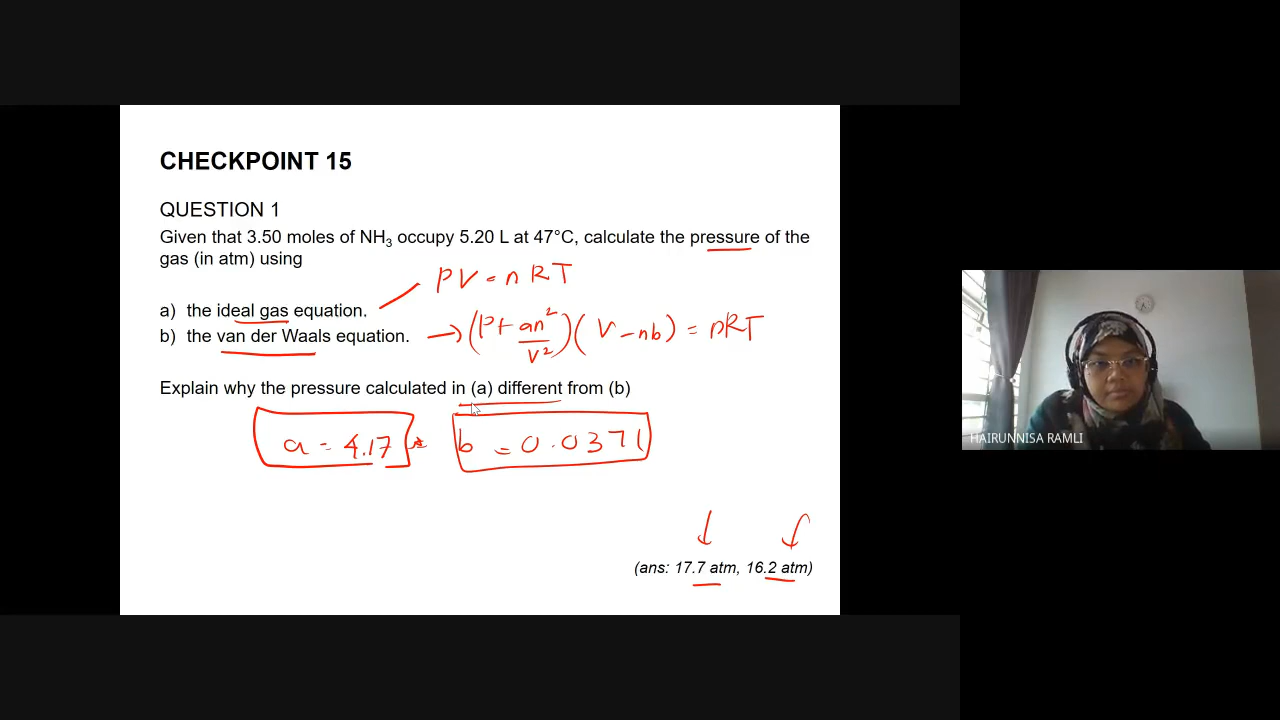 CHECKPOINT 15
QUESTION 1
Given that 3.50 moles of NH₃ occupy 5.20 L at 47°C, calculate the pressure of the
gas (in atm) using
PV = nRT
a) the ideal gas equation.
b) the van der Waals equation. → (P + an²/V²)(V - nb) = nRT
Explain why the pressure calculated in (a) different from (b)
a = 4.17 b = 0.0371
(ans: 17.7 atm, 16.2 atm)
HAIRUNNISA RAMLI